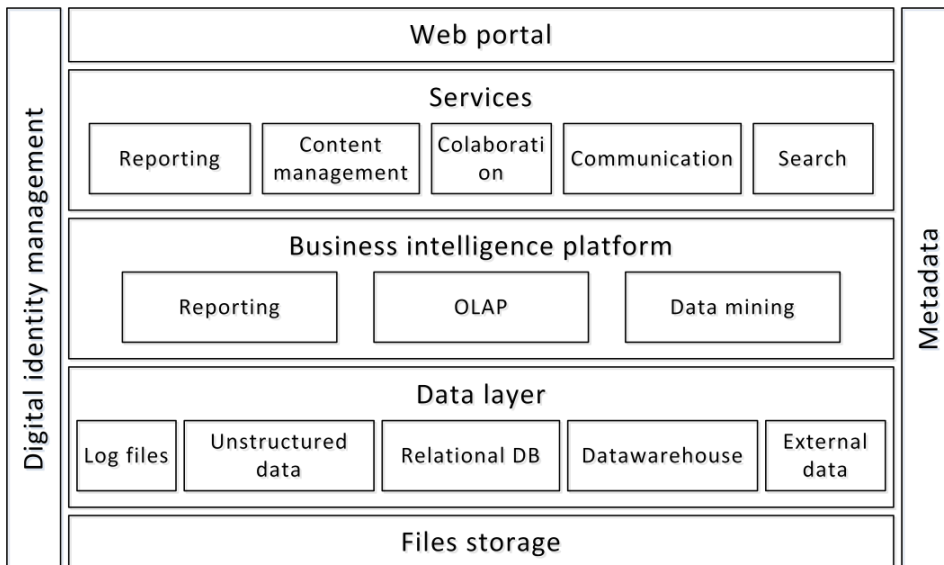 Digital identity management
Web portal
Services
Reporting
Content
management
Colaborati
on
Communication
Search
Business intelligence platform
Reporting
OLAP
Data mining
Data layer
Log files
Unstructured
data
Relational DB
Datawarehouse
External
data
Files storage
Metadata